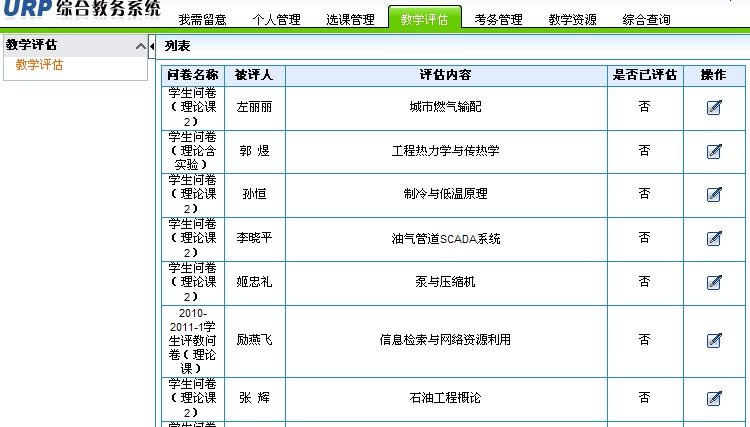 URP综合教务系统
我需留意 个人管理 选课管理 教学评估 考务管理 教学资源 综合查询
教学评估
教学评估
列表
问卷名称 被评人 评估内容 是否已评估 操作
学生问卷
（理论课
2） 左丽丽 城市燃气输配 否
学生问卷
（理论含
实验） 郭 煜 工程热力学与传热学 否
学生问卷
（理论课
2） 孙恒 制冷与低温原理 否
学生问卷
（理论课
2） 李晓平 油气管道SCADA系统 否
学生问卷
（理论课
2） 姬忠礼 泵与压缩机 否
2010-
2011-1学
生评教问
卷（理论
课） 励燕飞 信息检索与网络资源利用 否
学生问卷
（理论课
2） 张 辉 石油工程概论 否